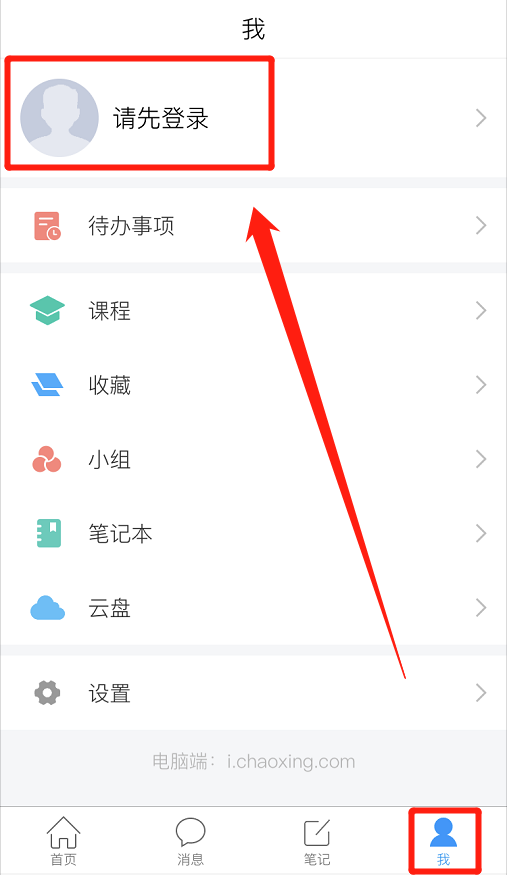 我
请先登录
待办事项
课程
收藏
小组
笔记本
云盘
设置
电脑端：i.chaoxing.com
首页
消息
笔记
我